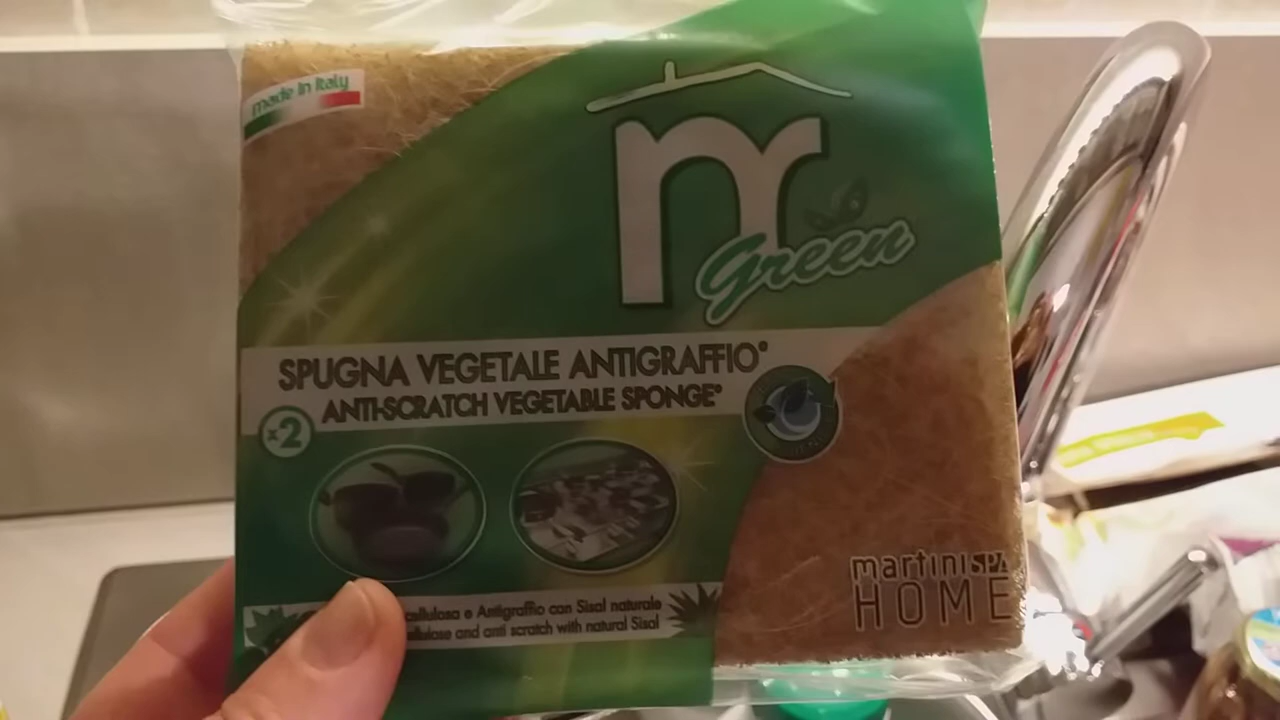 made in Italy
Green
SPUGNA VEGETALE ANTIGRAFFIO®
ANTI-SCRATCH VEGETABLE SPONGE®
x2
cellulosa e Antigraffio con Sisal naturale
and anti scratch with natural Sisal
martiniSPA
HOME